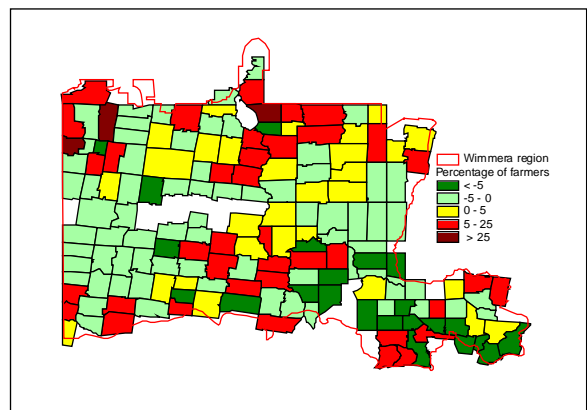 Wimmera region
Percentage of farmers
< -5
-5 - 0
0 - 5
5 - 25
> 25